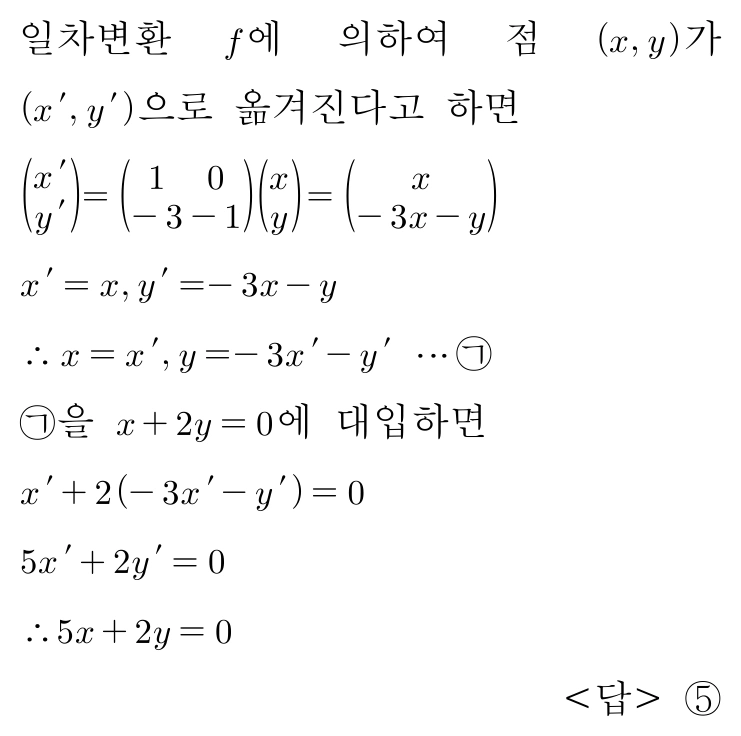 일차변환 f에 의하여 점 (x, y)가
(x′, y′)으로 옮겨진다고 하면
(x′ y′) = (1 0 −3 −1)(x y) = (x −3x−y)
x′ = x, y′ =−3x−y
∴ x = x′, y =−3x′−y′ ⋯㉠
㉠을 x+2y = 0에 대입하면
x′+2(−3x′−y′) = 0
5x′+2y′ = 0
∴5x+2y = 0
<답> ⑤